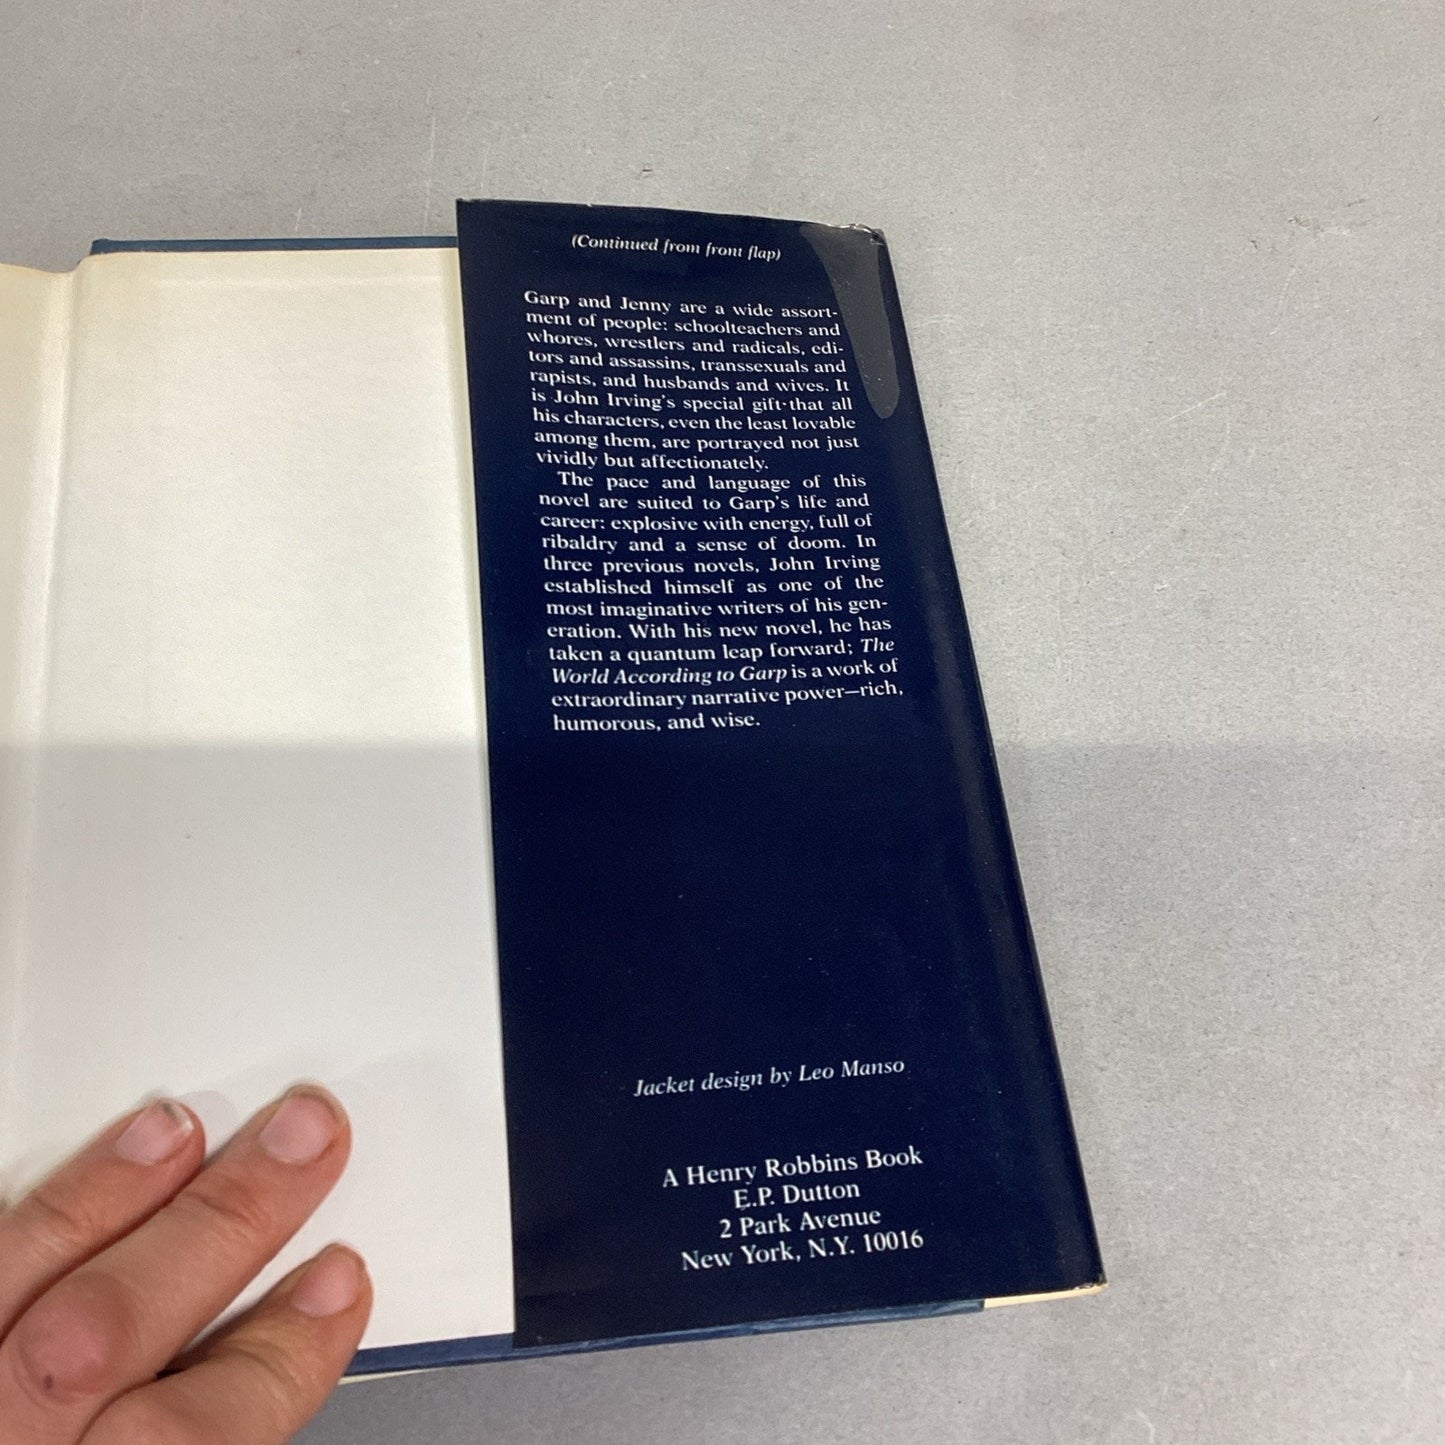 (Continued from front flap)
Garp and Jenny are a wide assort-
ment of people: schoolteachers and
whores, wrestlers and radicals, edi-
tors and assassins, transsexuals and
rapists, and husbands and wives. It
is John Irving's special gift that all
his characters, even the least lovable
among them, are portrayed not just
vividly but affectionately.
The pace and language of this
novel are suited to Garp's life and
career: explosive with energy, full of
ribaldry and a sense of doom. In
three previous novels, John Irving
established himself as one of the
most imaginative writers of his gen-
eration. With his new novel, he has
taken a quantum leap forward; The
World According to Garp is a work of
extraordinary narrative power—rich,
humorous, and wise.
Jacket design by Leo Manso
A Henry Robbins Book
E.P. Dutton
2 Park Avenue
New York, N.Y. 10016